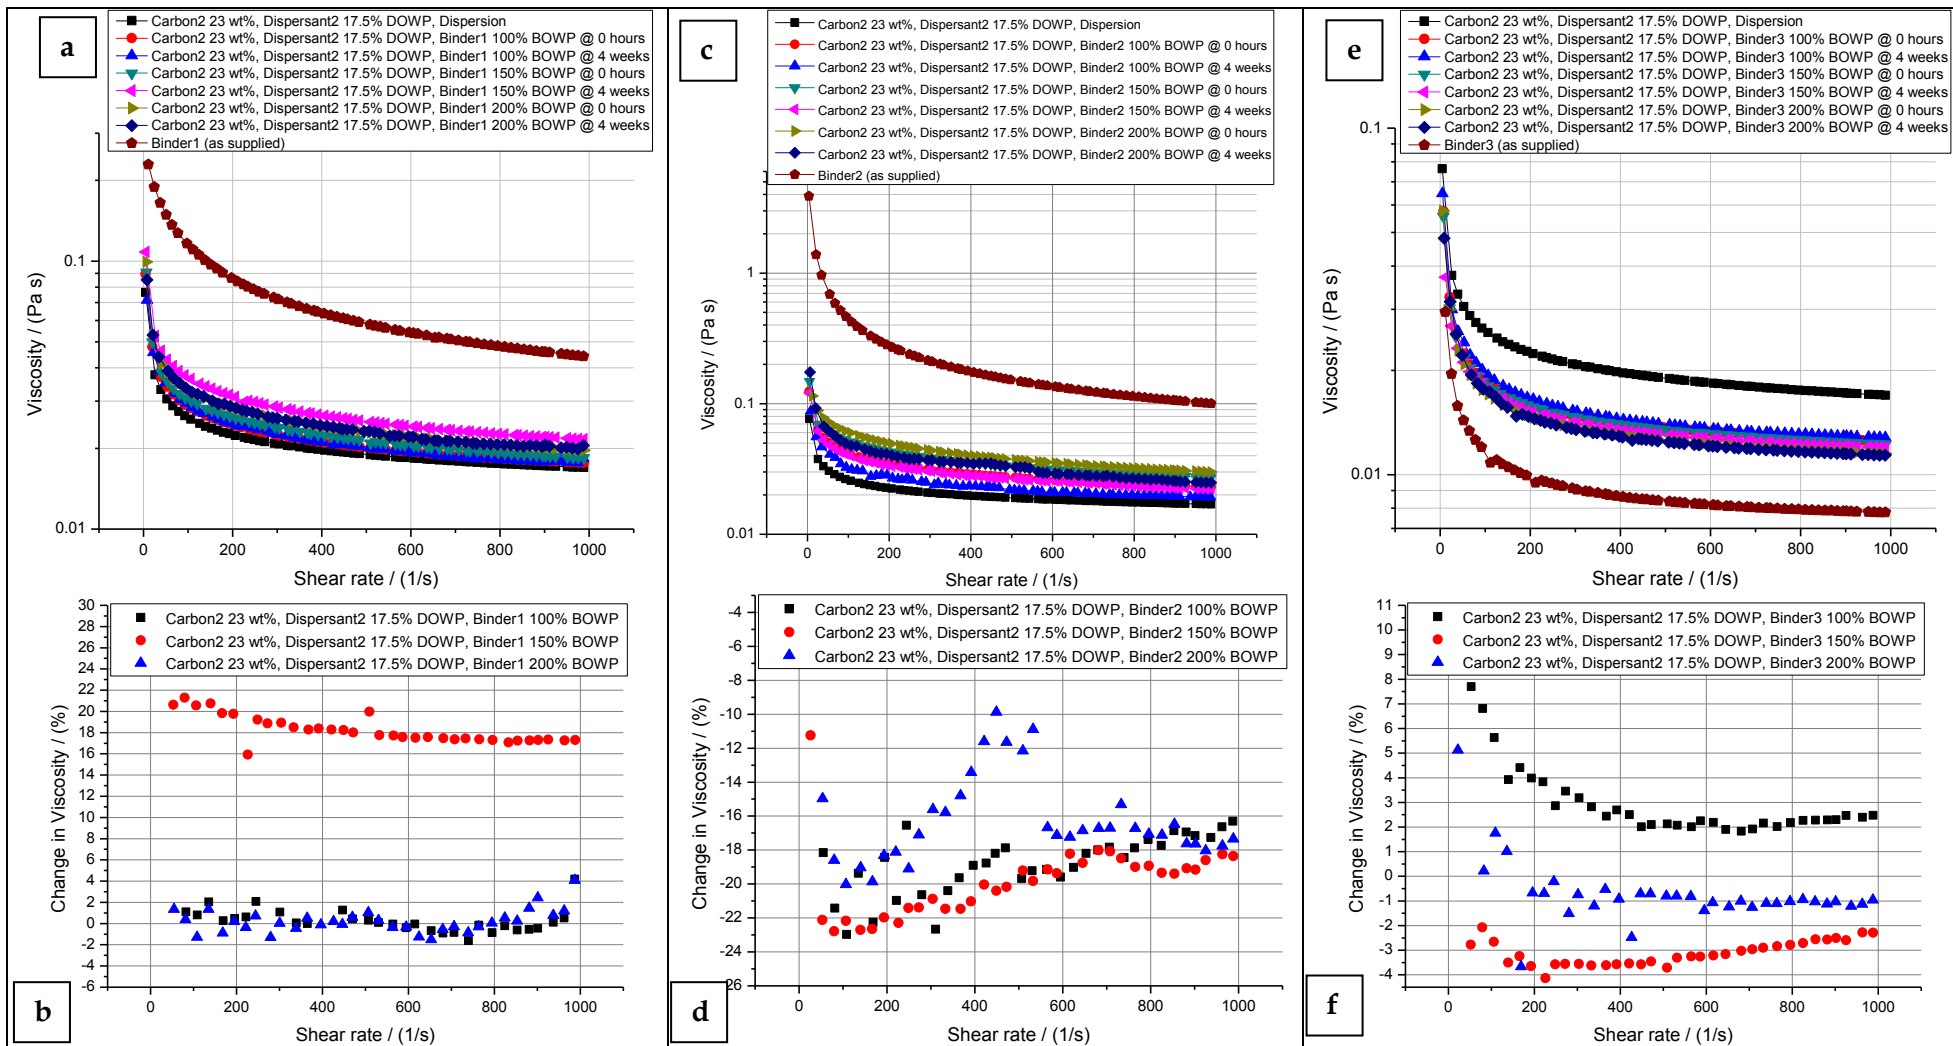 a
Carbon2 23 wt%, Dispersant2 17.5% DOWP, Dispersion
Carbon2 23 wt%, Dispersant2 17.5% DOWP, Binder1 100% BOWP @ 0 hours
Carbon2 23 wt%, Dispersant2 17.5% DOWP, Binder1 100% BOWP @ 4 weeks
Carbon2 23 wt%, Dispersant2 17.5% DOWP, Binder1 150% BOWP @ 0 hours
Carbon2 23 wt%, Dispersant2 17.5% DOWP, Binder1 150% BOWP @ 4 weeks
Carbon2 23 wt%, Dispersant2 17.5% DOWP, Binder1 200% BOWP @ 0 hours
Carbon2 23 wt%, Dispersant2 17.5% DOWP, Binder1 200% BOWP @ 4 weeks
Binder1 (as supplied)
0.1
0.01
Viscosity / (Pa s)
0 200 400 600 800 1000
Shear rate / (1/s)
c
Carbon2 23 wt%, Dispersant2 17.5% DOWP, Dispersion
Carbon2 23 wt%, Dispersant2 17.5% DOWP, Binder2 100% BOWP @ 0 hours
Carbon2 23 wt%, Dispersant2 17.5% DOWP, Binder2 100% BOWP @ 4 weeks
Carbon2 23 wt%, Dispersant2 17.5% DOWP, Binder2 150% BOWP @ 0 hours
Carbon2 23 wt%, Dispersant2 17.5% DOWP, Binder2 150% BOWP @ 4 weeks
Carbon2 23 wt%, Dispersant2 17.5% DOWP, Binder2 200% BOWP @ 0 hours
Carbon2 23 wt%, Dispersant2 17.5% DOWP, Binder2 200% BOWP @ 4 weeks
Binder2 (as supplied)
1
0.1
0.01
Viscosity / (Pa s)
0 200 400 600 800 1000
Shear rate / (1/s)
e
Carbon2 23 wt%, Dispersant2 17.5% DOWP, Dispersion
Carbon2 23 wt%, Dispersant2 17.5% DOWP, Binder3 100% BOWP @ 0 hours
Carbon2 23 wt%, Dispersant2 17.5% DOWP, Binder3 100% BOWP @ 4 weeks
Carbon2 23 wt%, Dispersant2 17.5% DOWP, Binder3 150% BOWP @ 0 hours
Carbon2 23 wt%, Dispersant2 17.5% DOWP, Binder3 150% BOWP @ 4 weeks
Carbon2 23 wt%, Dispersant2 17.5% DOWP, Binder3 200% BOWP @ 0 hours
Carbon2 23 wt%, Dispersant2 17.5% DOWP, Binder3 200% BOWP @ 4 weeks
Binder3 (as supplied)
0.1
0.01
Viscosity / (Pa s)
0 200 400 600 800 1000
Shear rate / (1/s)
b
Carbon2 23 wt%, Dispersant2 17.5% DOWP, Binder1 100% BOWP
Carbon2 23 wt%, Dispersant2 17.5% DOWP, Binder1 150% BOWP
Carbon2 23 wt%, Dispersant2 17.5% DOWP, Binder1 200% BOWP
30
28
26
24
22
20
18
16
14
12
10
8
6
4
2
0
-2
-4
-6
Change in Viscosity / (%)
0 200 400 600 800 1000
Shear rate / (1/s)
d
Carbon2 23 wt%, Dispersant2 17.5% DOWP, Binder2 100% BOWP
Carbon2 23 wt%, Dispersant2 17.5% DOWP, Binder2 150% BOWP
Carbon2 23 wt%, Dispersant2 17.5% DOWP, Binder2 200% BOWP
-4
-6
-8
-10
-12
-14
-16
-18
-20
-22
-24
26
Change in Viscosity / (%)
0 200 400 600 800 1000
Shear rate / (1/s)
f
Carbon2 23 wt%, Dispersant2 17.5% DOWP, Binder3 100% BOWP
Carbon2 23 wt%, Dispersant2 17.5% DOWP, Binder3 150% BOWP
Carbon2 23 wt%, Dispersant2 17.5% DOWP, Binder3 200% BOWP
11
10
9
8
7
6
5
4
3
2
1
0
-1
-2
-3
-4
Change in Viscosity / (%)
0 200 400 600 800 1000
Shear rate / (1/s)